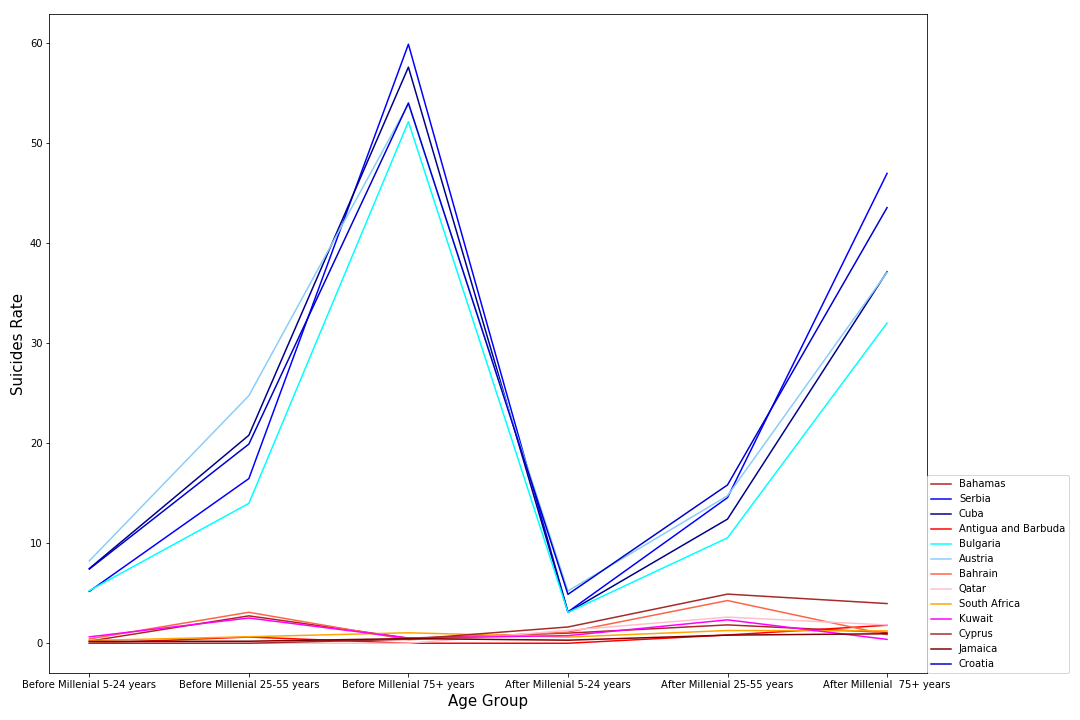 60
50
40
30
20
10
0
Suicides Rate
Before Millenial 5-24 years
Before Millenial 25-55 years
Before Millenial 75+ years
After Millenial 5-24 years
After Millenial 25-55 years
After Millenial  75+ years
Age Group
Bahamas
Serbia
Cuba
Antigua and Barbuda
Bulgaria
Austria
Bahrain
Qatar
South Africa
Kuwait
Cyprus
Jamaica
Croatia